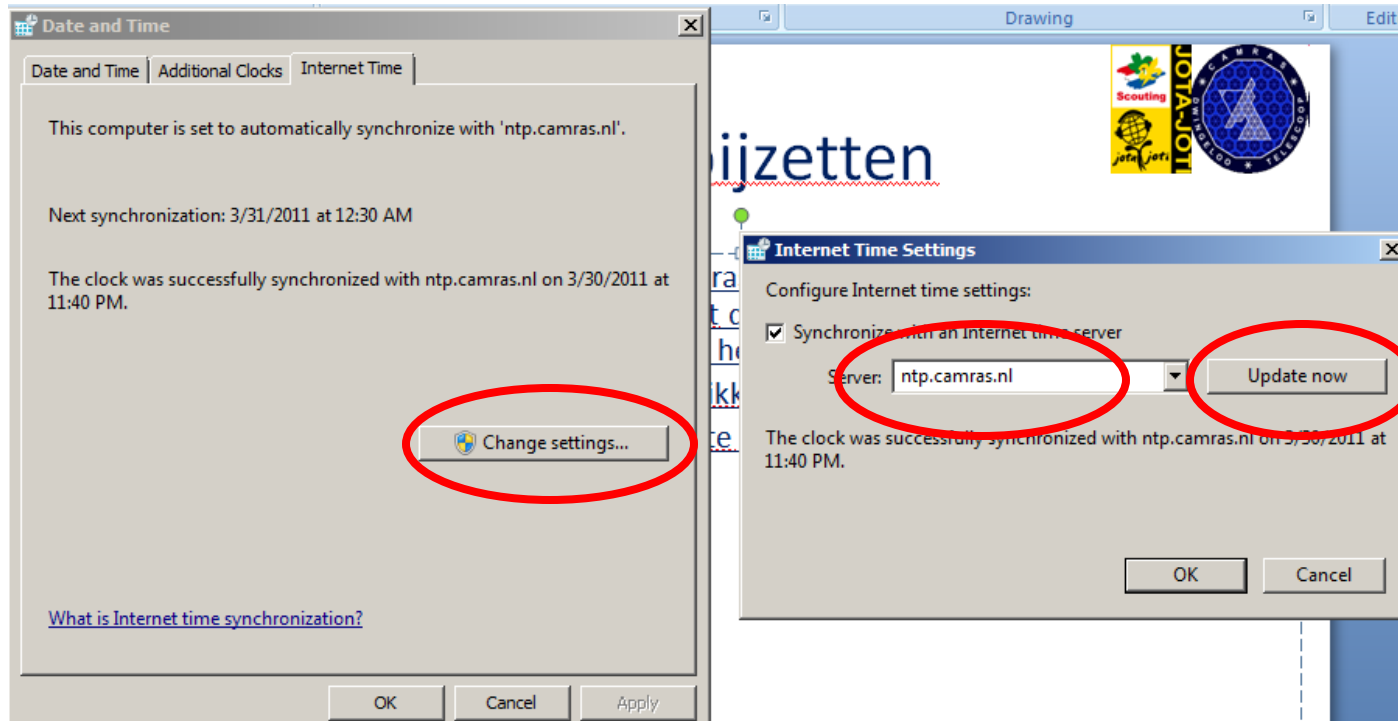 Date and Time
Date and Time Additional Clocks Internet Time
This computer is set to automatically synchronize with 'ntp.camras.nl'.
Next synchronization: 3/31/2011 at 12:30 AM
The clock was successfully synchronized with ntp.camras.nl on 3/30/2011 at
11:40 PM.
Change settings...
What is Internet time synchronization?
OK Cancel Apply
Drawing Edit
Scouting
jota joti
JOTA-JOTI
CAMRAS
DWINGELOO TELESCOOP
ijzetten
Internet Time Settings
Configure Internet time settings:
Synchronize with an Internet time server
Server: ntp.camras.nl Update now
The clock was successfully synchronized with ntp.camras.nl on 3/30/2011 at
11:40 PM.
OK Cancel